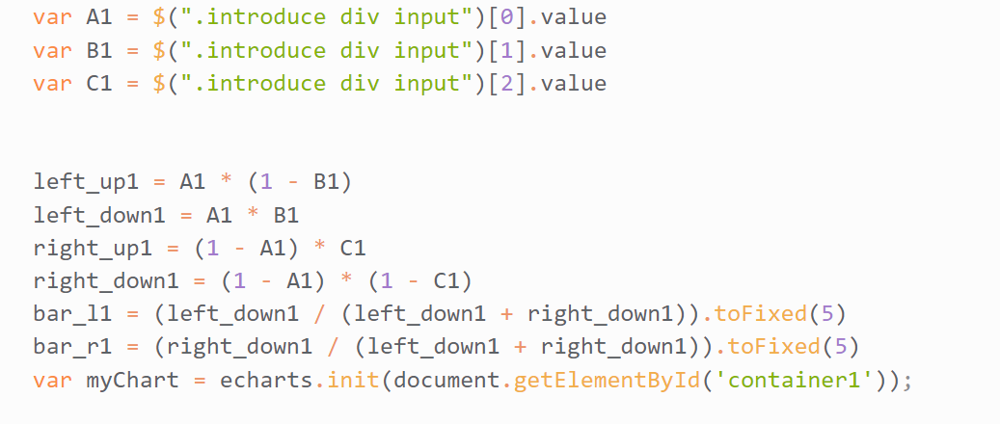 var A1 = $(".introduce div input")[0].value
var B1 = $(".introduce div input")[1].value
var C1 = $(".introduce div input")[2].value
left_up1 = A1 * (1 - B1)
left_down1 = A1 * B1
right_up1 = (1 - A1) * C1
right_down1 = (1 - A1) * (1 - C1)
bar_l1 = (left_down1 / (left_down1 + right_down1)).toFixed(5)
bar_r1 = (right_down1 / (left_down1 + right_down1)).toFixed(5)
var myChart = echarts.init(document.getElementById('container1'));